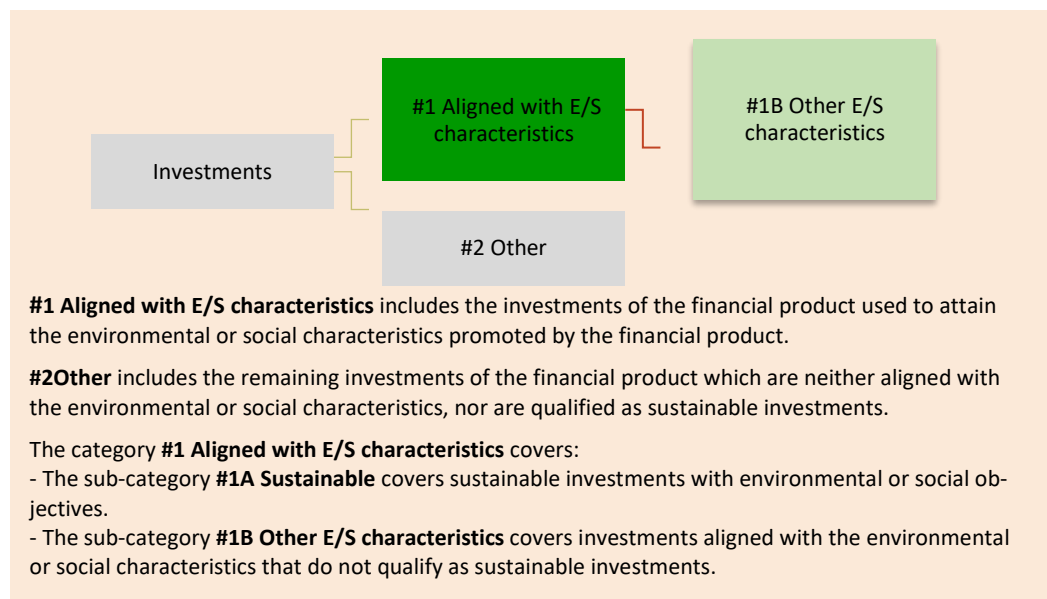 #1 Aligned with E/S
characteristics
#1B Other E/S
characteristics
Investments
#2 Other
#1 Aligned with E/S characteristics includes the investments of the financial product used to attain
the environmental or social characteristics promoted by the financial product.
#2Other includes the remaining investments of the financial product which are neither aligned with
the environmental or social characteristics, nor are qualified as sustainable investments.
The category #1 Aligned with E/S characteristics covers:
- The sub-category #1A Sustainable covers sustainable investments with environmental or social ob-
jectives.
- The sub-category #1B Other E/S characteristics covers investments aligned with the environmental
or social characteristics that do not qualify as sustainable investments.